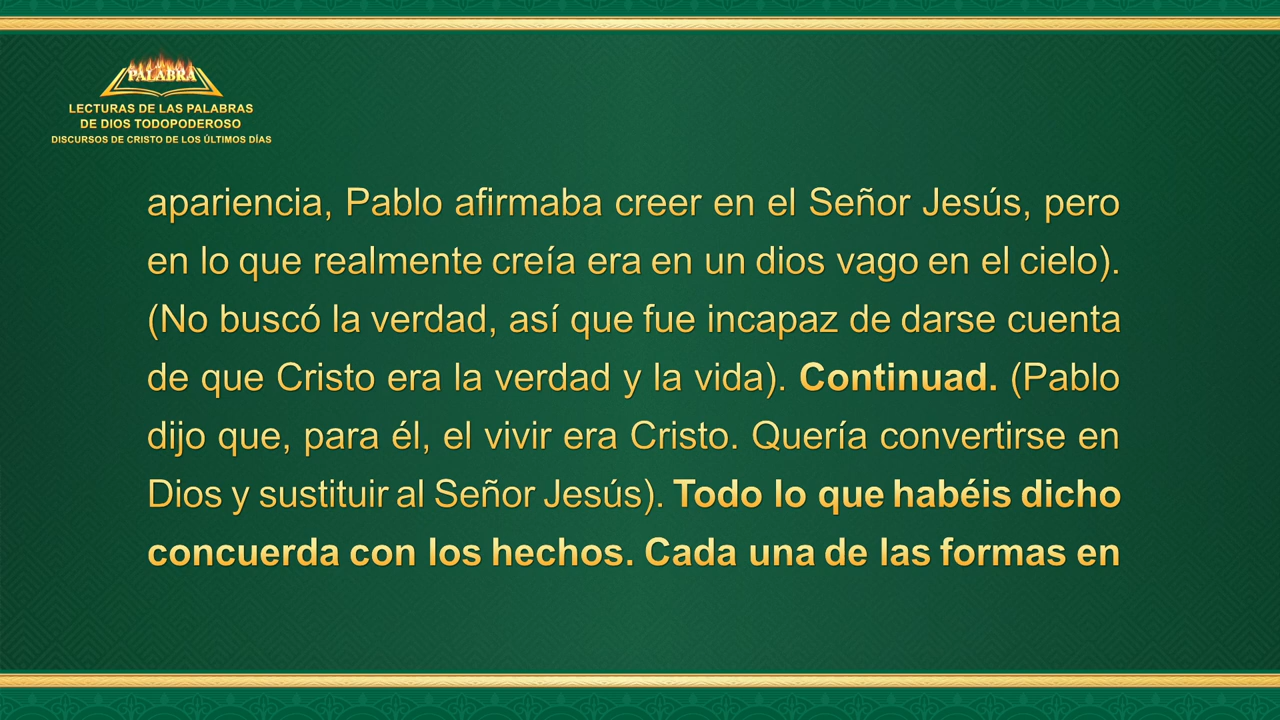 PALABRA
LECTURAS DE LAS PALABRAS
DE DIOS TODOPODEROSO
DISCURSOS DE CRISTO DE LOS ÚLTIMOS DÍAS
apariencia, Pablo afirmaba creer en el Señor Jesús, pero
en lo que realmente creía era en un dios vago en el cielo).
(No buscó la verdad, así que fue incapaz de darse cuenta
de que Cristo era la verdad y la vida). Continuad. (Pablo
dijo que, para él, el vivir era Cristo. Quería convertirse en
Dios y sustituir al Señor Jesús). Todo lo que habéis dicho
concuerda con los hechos. Cada una de las formas en